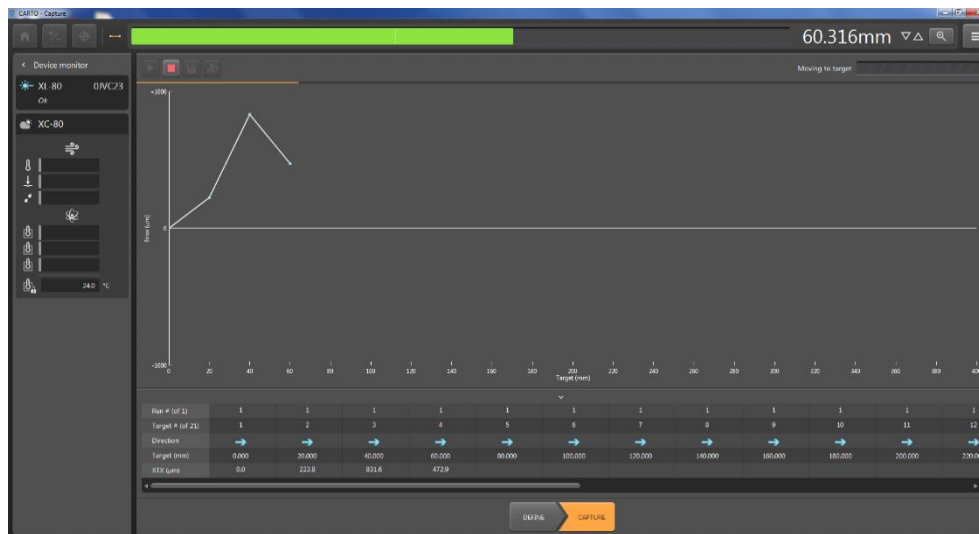 CARTO - Capture
60.316mm
Device monitor
XL-80 0JVC23
Ok
XC-80
24.0 °C
Moving to target
1000
Error (µm)
0
-1000
0 20 40 60 80 100 120 140 160 180 200 220 240 260 280 300 320 340 360 380 400
Target (mm)
Run # (of 1) 1 1 1 1 1 1 1 1 1 1 1 1
Target # (of 21) 1 2 3 4 5 6 7 8 9 10 11 12
Direction
Target (mm) 0.000 20.000 40.000 60.000 80.000 100.000 120.000 140.000 160.000 180.000 200.000 220.00
XIX (µm) 0.0 223.8 831.6 472.9
DEFINE CAPTURE